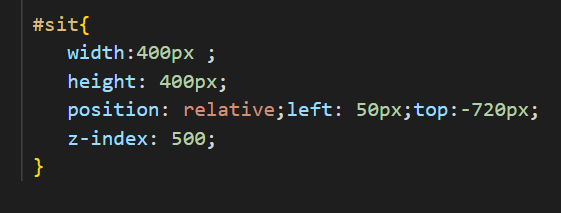 #sit{
width:400px ;
height: 400px;
position: relative;left: 50px;top:-720px;
z-index: 500;
}